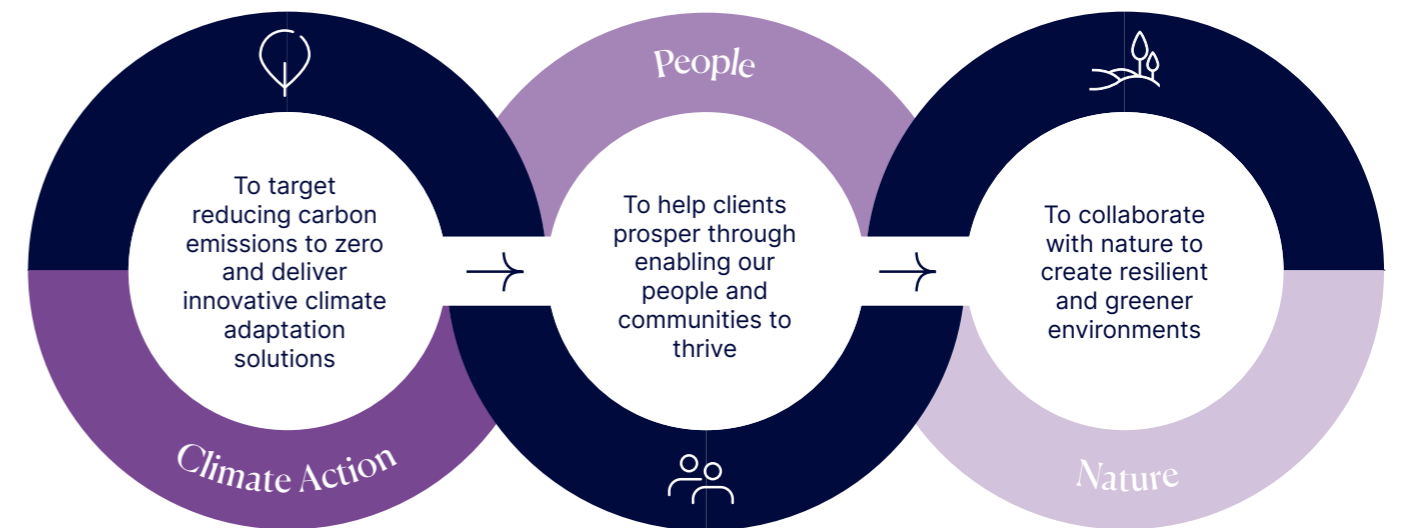 To target
reducing carbon
emissions to zero
and deliver
innovative climate
adaptation
solutions
Climate Action
People
To help clients
prosper through
enabling our
people and
communities to
thrive
To collaborate
with nature to
create resilient
and greener
environments
Nature